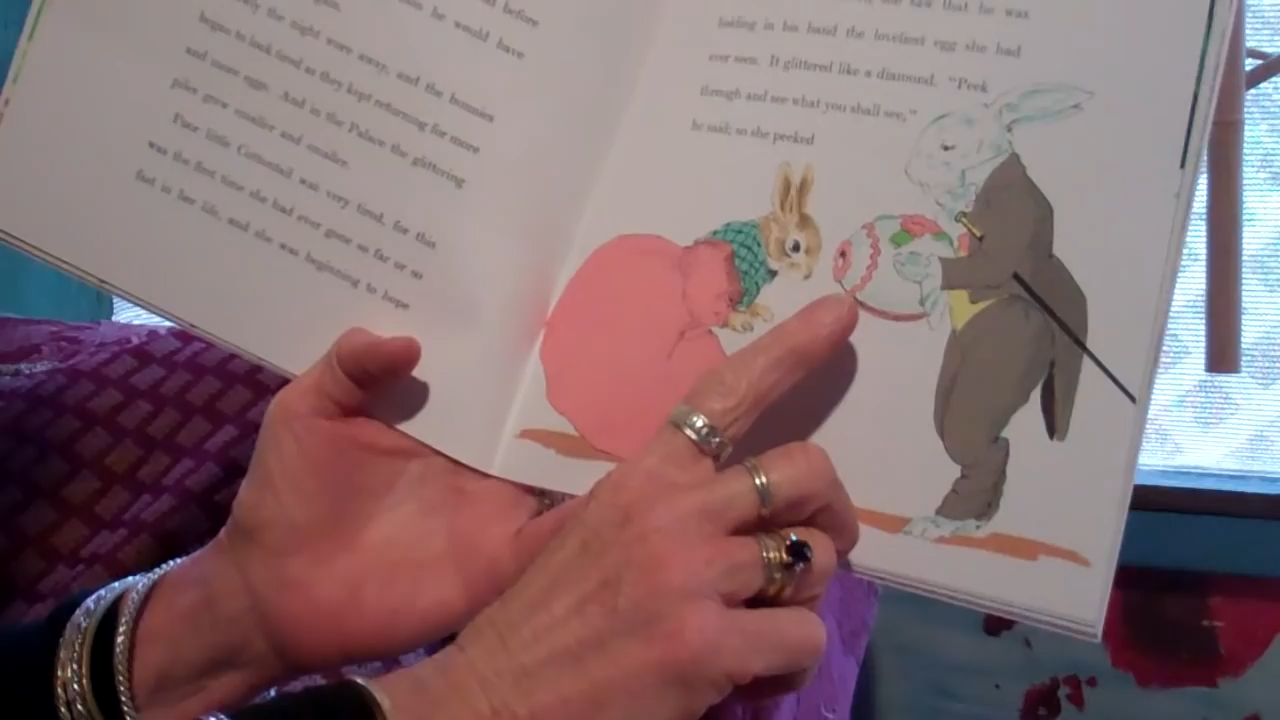 before
he would have
again.
the night wore away, and the bunnies
began to look tired as they kept returning for more
and more eggs. And in the Palace the glittering
piles grew smaller and smaller.
Poor little Cottontail was very tired, for this
was the first time she had ever gone so far or so
fast in her life, and she was beginning to hope
she saw that he was
holding in his hand the loveliest egg she had
ever seen. It glittered like a diamond. "Peek
through and see what you shall see,"
he said; so she peeked